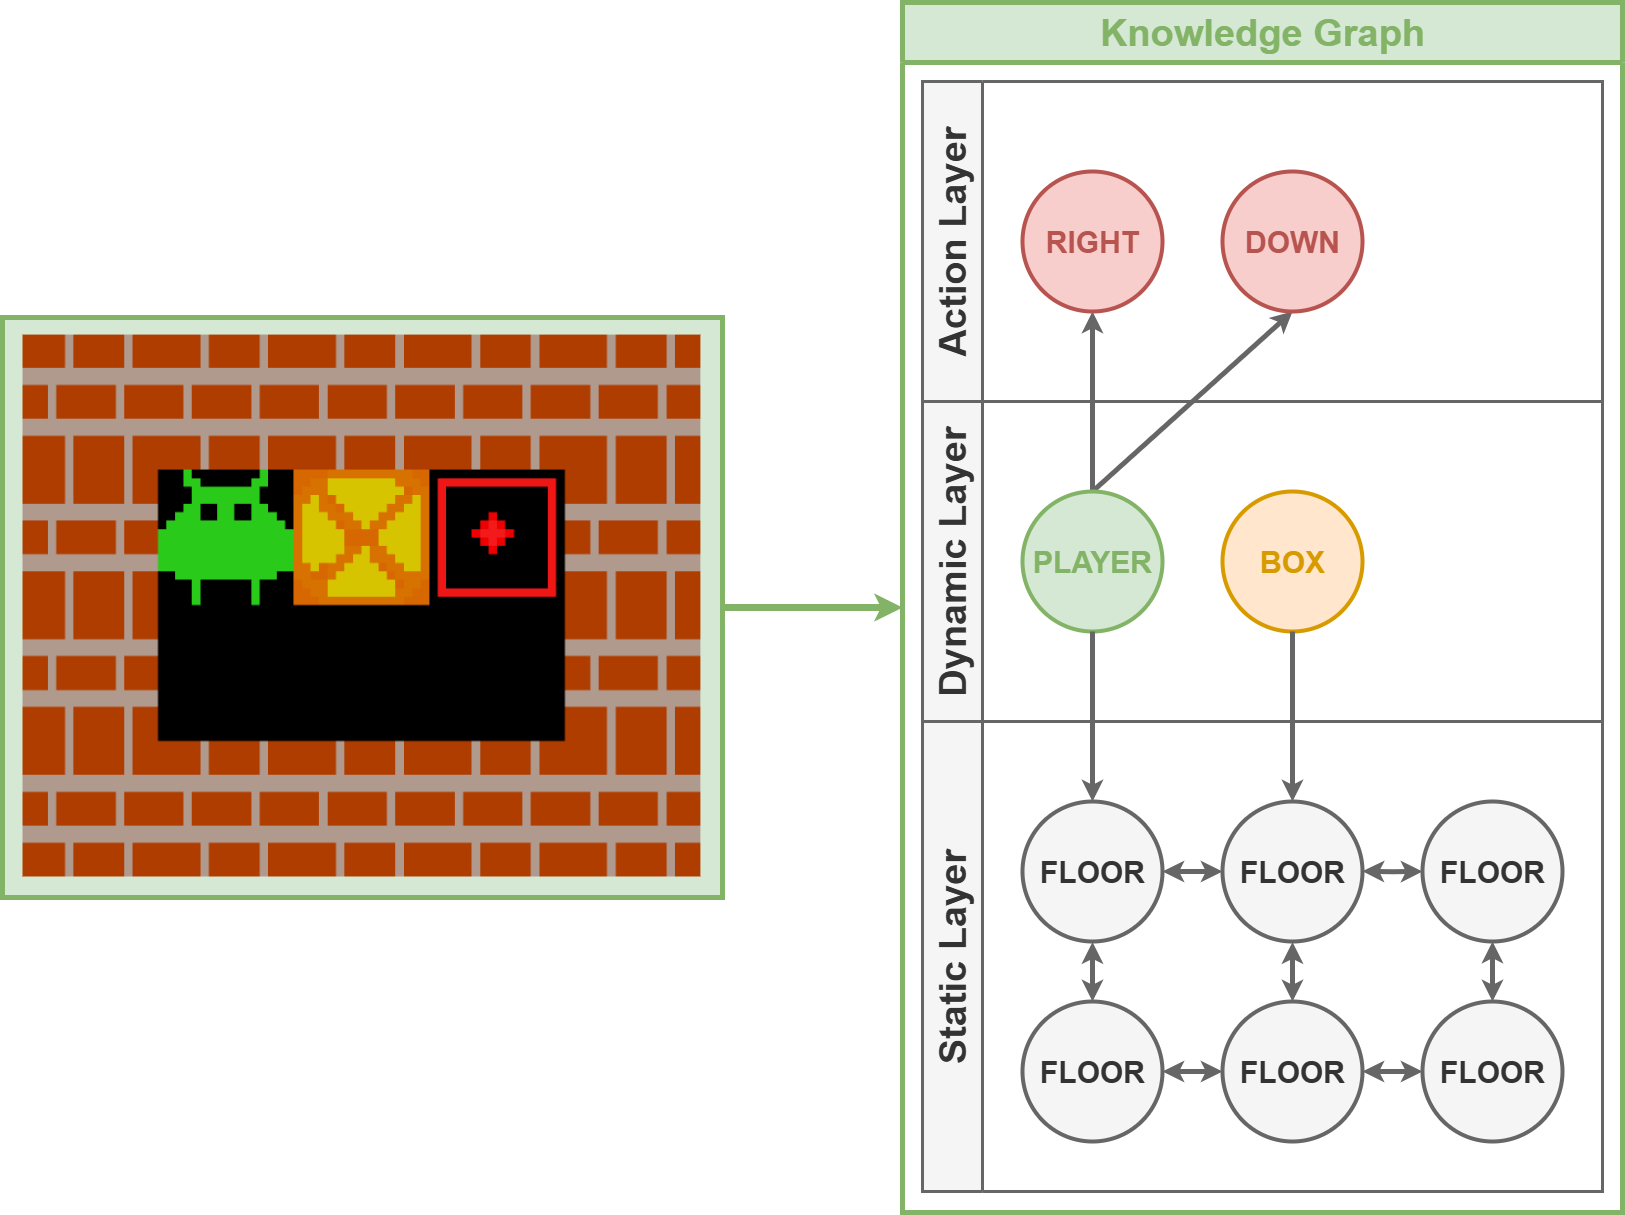 Knowledge Graph
Action Layer
RIGHT
DOWN
Dynamic Layer
PLAYER
BOX
Static Layer
FLOOR
FLOOR
FLOOR
FLOOR
FLOOR
FLOOR